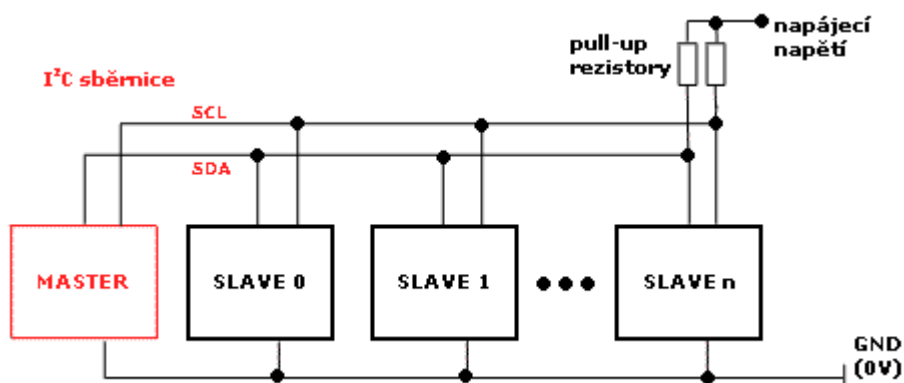 napájecí
napětí
pull-up
rezistory
I²C sběrnice
SCL
SDA
MASTER
SLAVE 0
SLAVE 1
SLAVE n
GND
(0V)